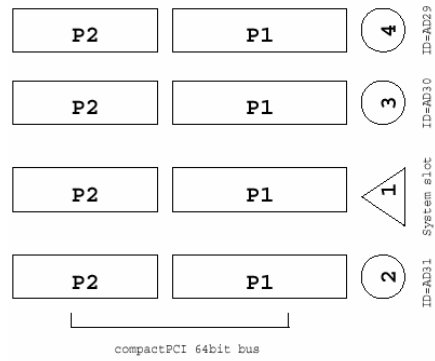 P2 P1 4 ID=AD29
P2 P1 3 ID=AD30
P2 P1 1 System slot
P2 P1 2 ID=AD31
compactPCI 64bit bus